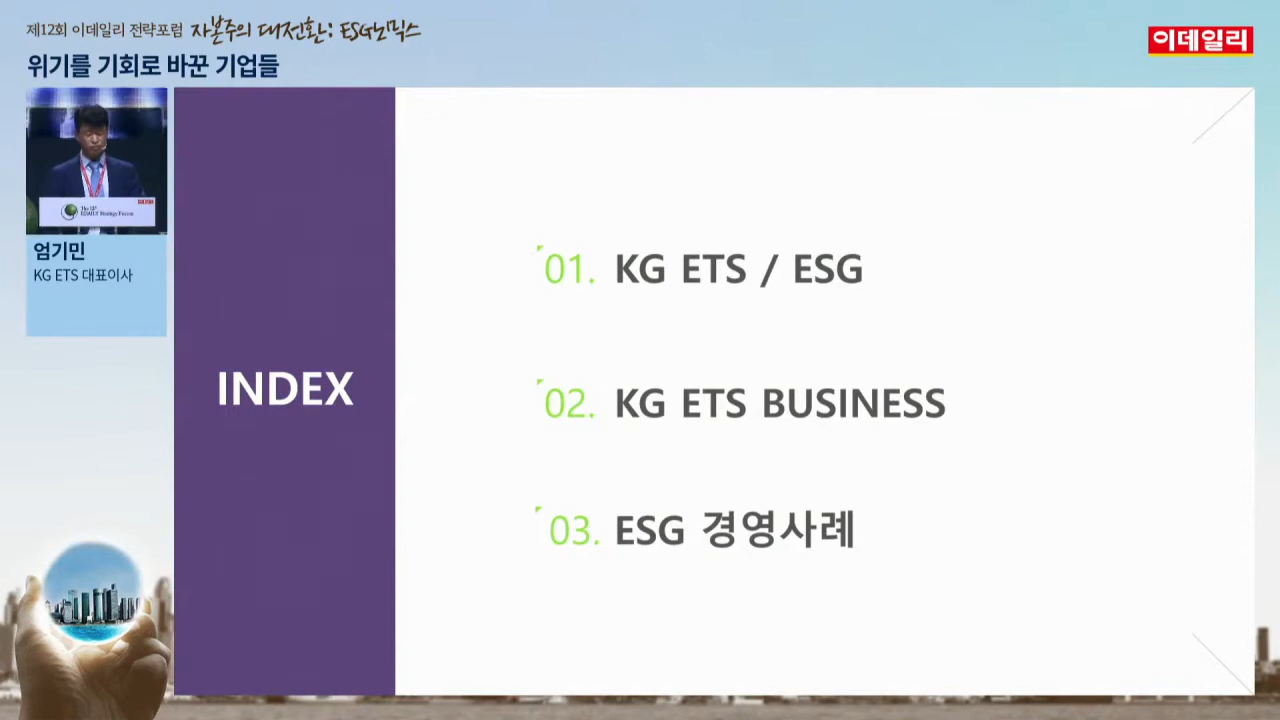 제12회 이데일리 전략포럼 자본주의 대전환: ESG노믹스
이데일리
위기를 기회로 바꾼 기업들
엄기민
KG ETS 대표이사
INDEX
01. KG ETS / ESG
02. KG ETS BUSINESS
03. ESG 경영사례